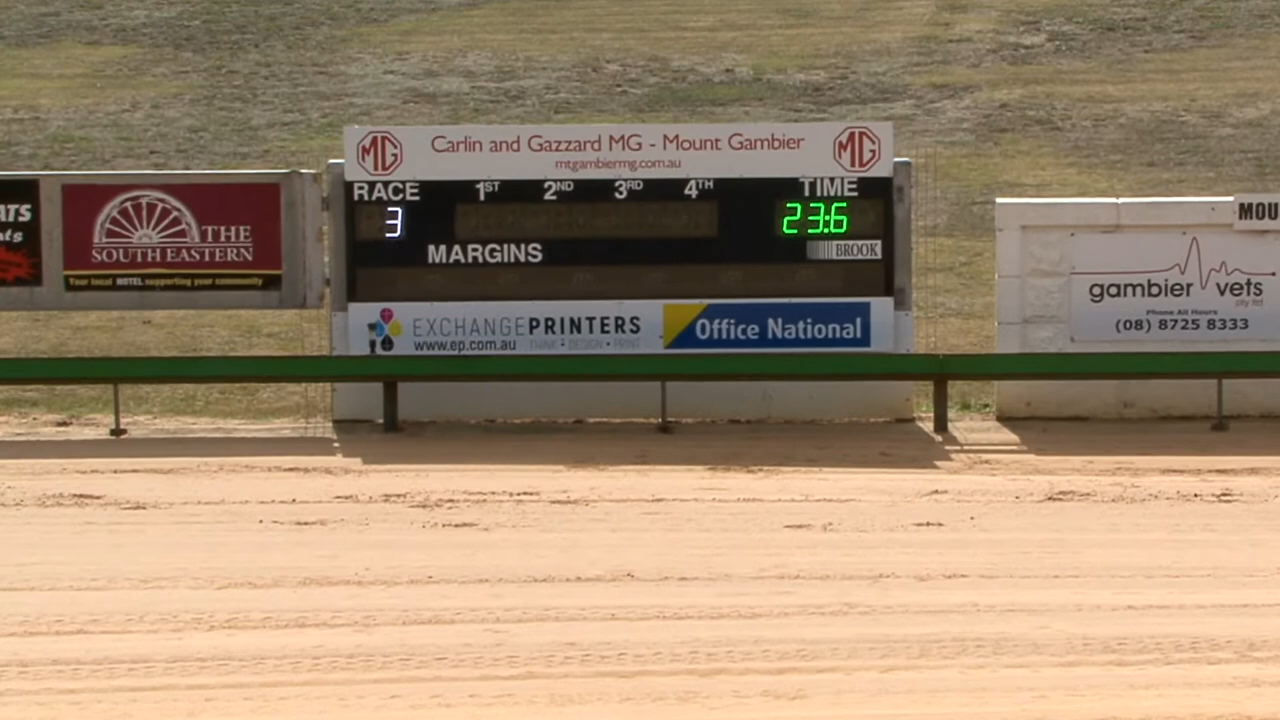 MG Carlin and Gazzard MG - Mount Gambier MG
mtgambiermg.com.au
RACE 1ST 2ND 3RD 4TH TIME
3 23:6
MARGINS BROOK
EXCHANGEPRINTERS
www.ep.com.au THINK • DESIGN • PRINT
Office National
THE
SOUTH EASTERN
Your local HOTEL supporting your community
MOU
gambier vets
pty ltd
Phone All Hours
(08) 8725 8333